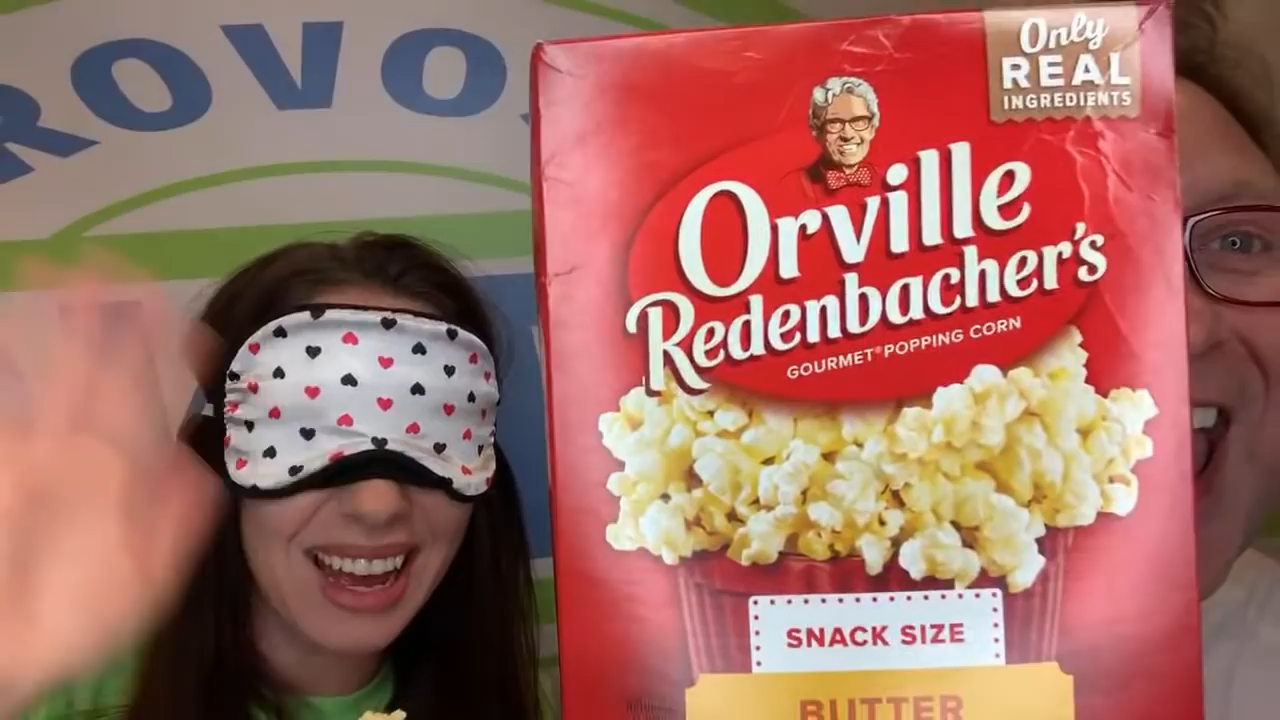 ROVO
Only
REAL
INGREDIENTS
Orville
Redenbacher's
GOURMET® POPPING CORN
SNACK SIZE
BUTTER